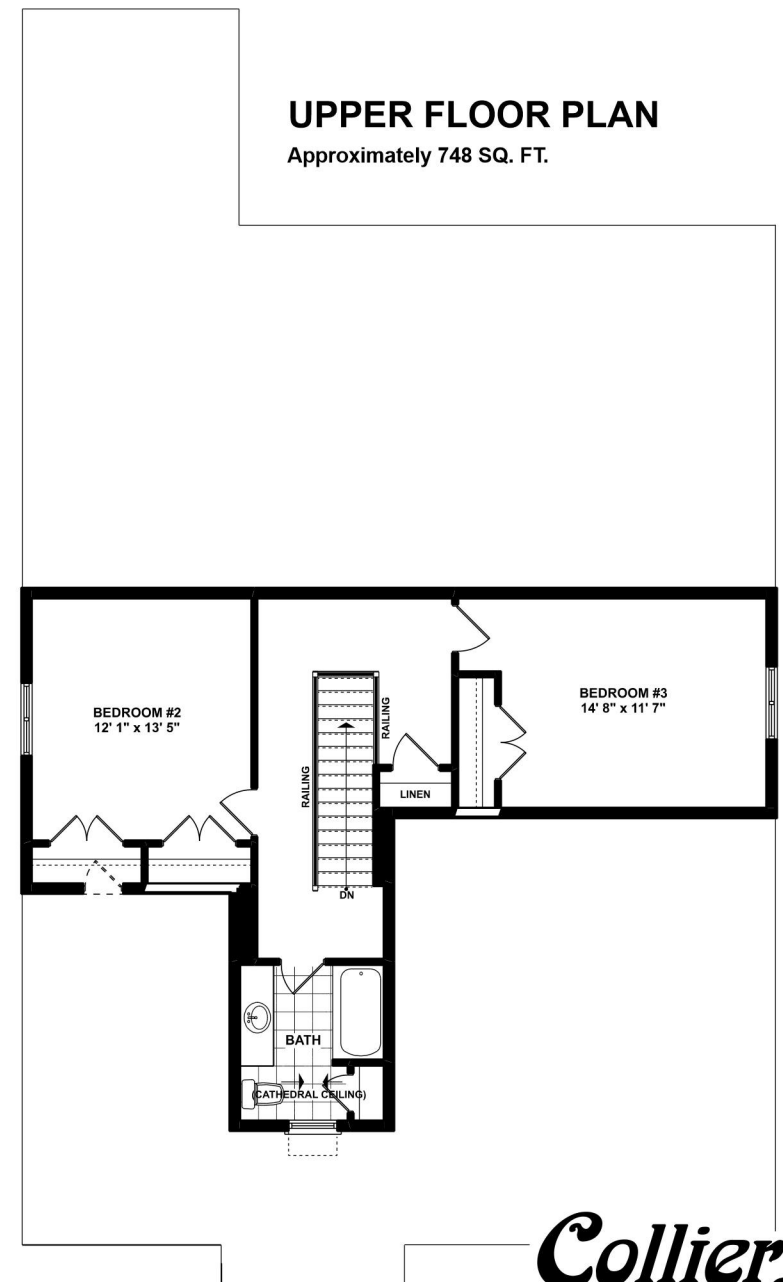 UPPER FLOOR PLAN
Approximately 748 SQ. FT.
BEDROOM #2
12' 1" x 13' 5"
BEDROOM #3
14' 8" x 11' 7"
RAILING
RAILING
LINEN
DN
BATH
(CATHEDRAL CEILING)
Collier